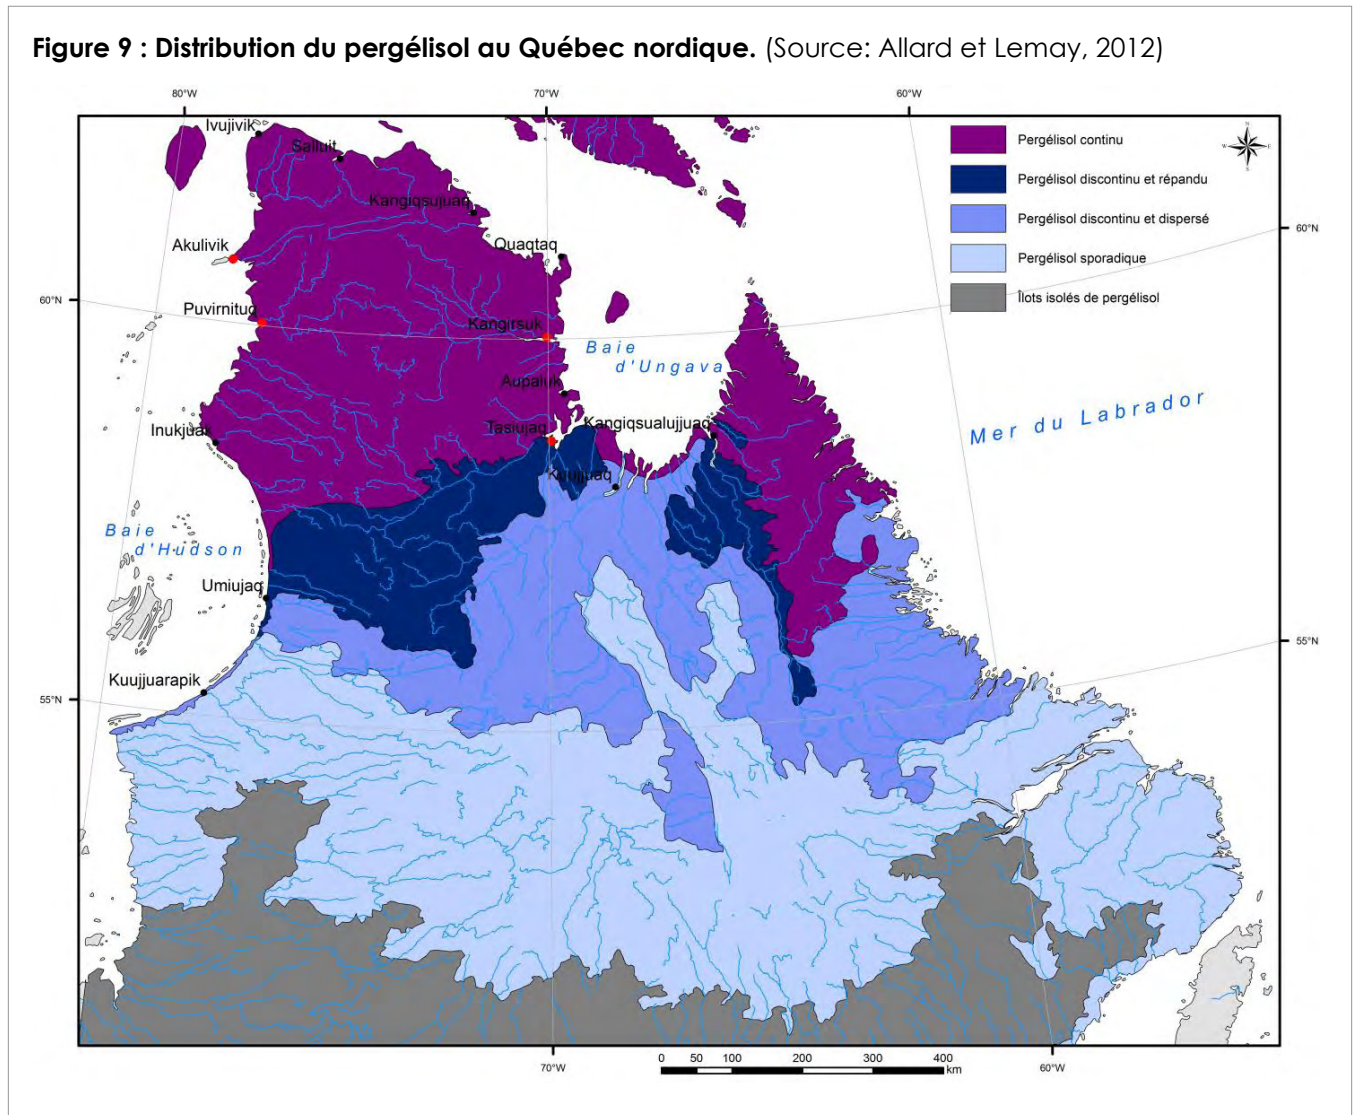 Figure 9 : Distribution du pergélisol au Québec nordique. (Source: Allard et Lemay, 2012)
80°W
70°W
60°W
Ivujivik
Salluit
Kangiqsujuaq
Akulivik
Quaqtaq
60°N
Puvirnituq
Kangirsuk
Baie
d'Ungava
Aupaluk
Inukjuak
Tasiujaq
Kangiqsualujjuaq
Kuujjuaq
Baie
d'Hudson
Umiujaq
Kuujjuarapik
55°N
Mer du Labrador
Pergélisol continu
Pergélisol discontinu et répandu
Pergélisol discontinu et dispersé
Pergélisol sporadique
Îlots isolés de pergélisol
N
W
E
S
60°N
55°N
70°W
0 50 100 200 300 400
km
60°W